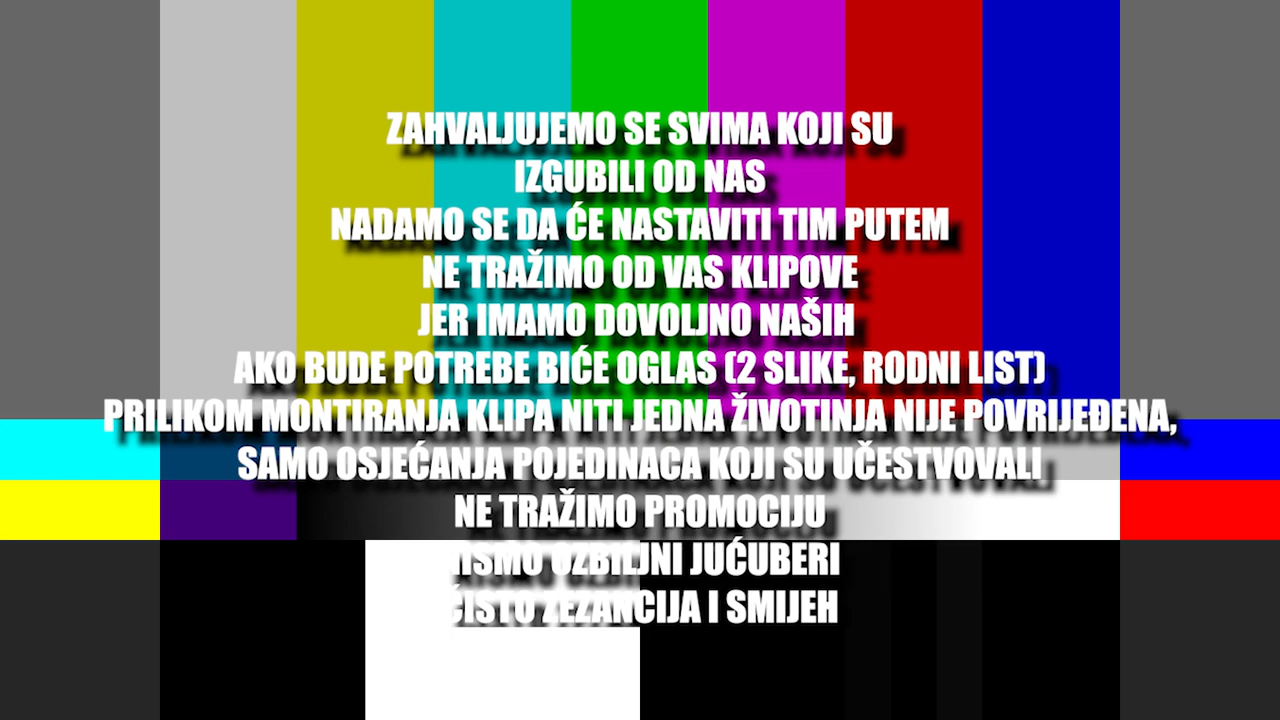 ZAHVALJUJEMO SE SVIMA KOJI SU
IZGUBILI OD NAS
NADAMO SE DA ĆE NASTAVITI TIM PUTEM
NE TRAŽIMO OD VAS KLIPOVE
JER IMAMO DOVOLJNO NAŠIH
AKO BUDE POTREBE BIĆE OGLAS (2 SLIKE, RODNI LIST)
PRILIKOM MONTIRANJA KLIPA NITI JEDNA ŽIVOTINJA NIJE POVRIJEĐENA,
SAMO OSJEĆANJA POJEDINACA KOJI SU UČESTVOVALI
NE TRAŽIMO PROMOCIJU
NISMO OZBILJNI JUĆUBERI
ČISTO ZEZANCIJA I SMIJEH